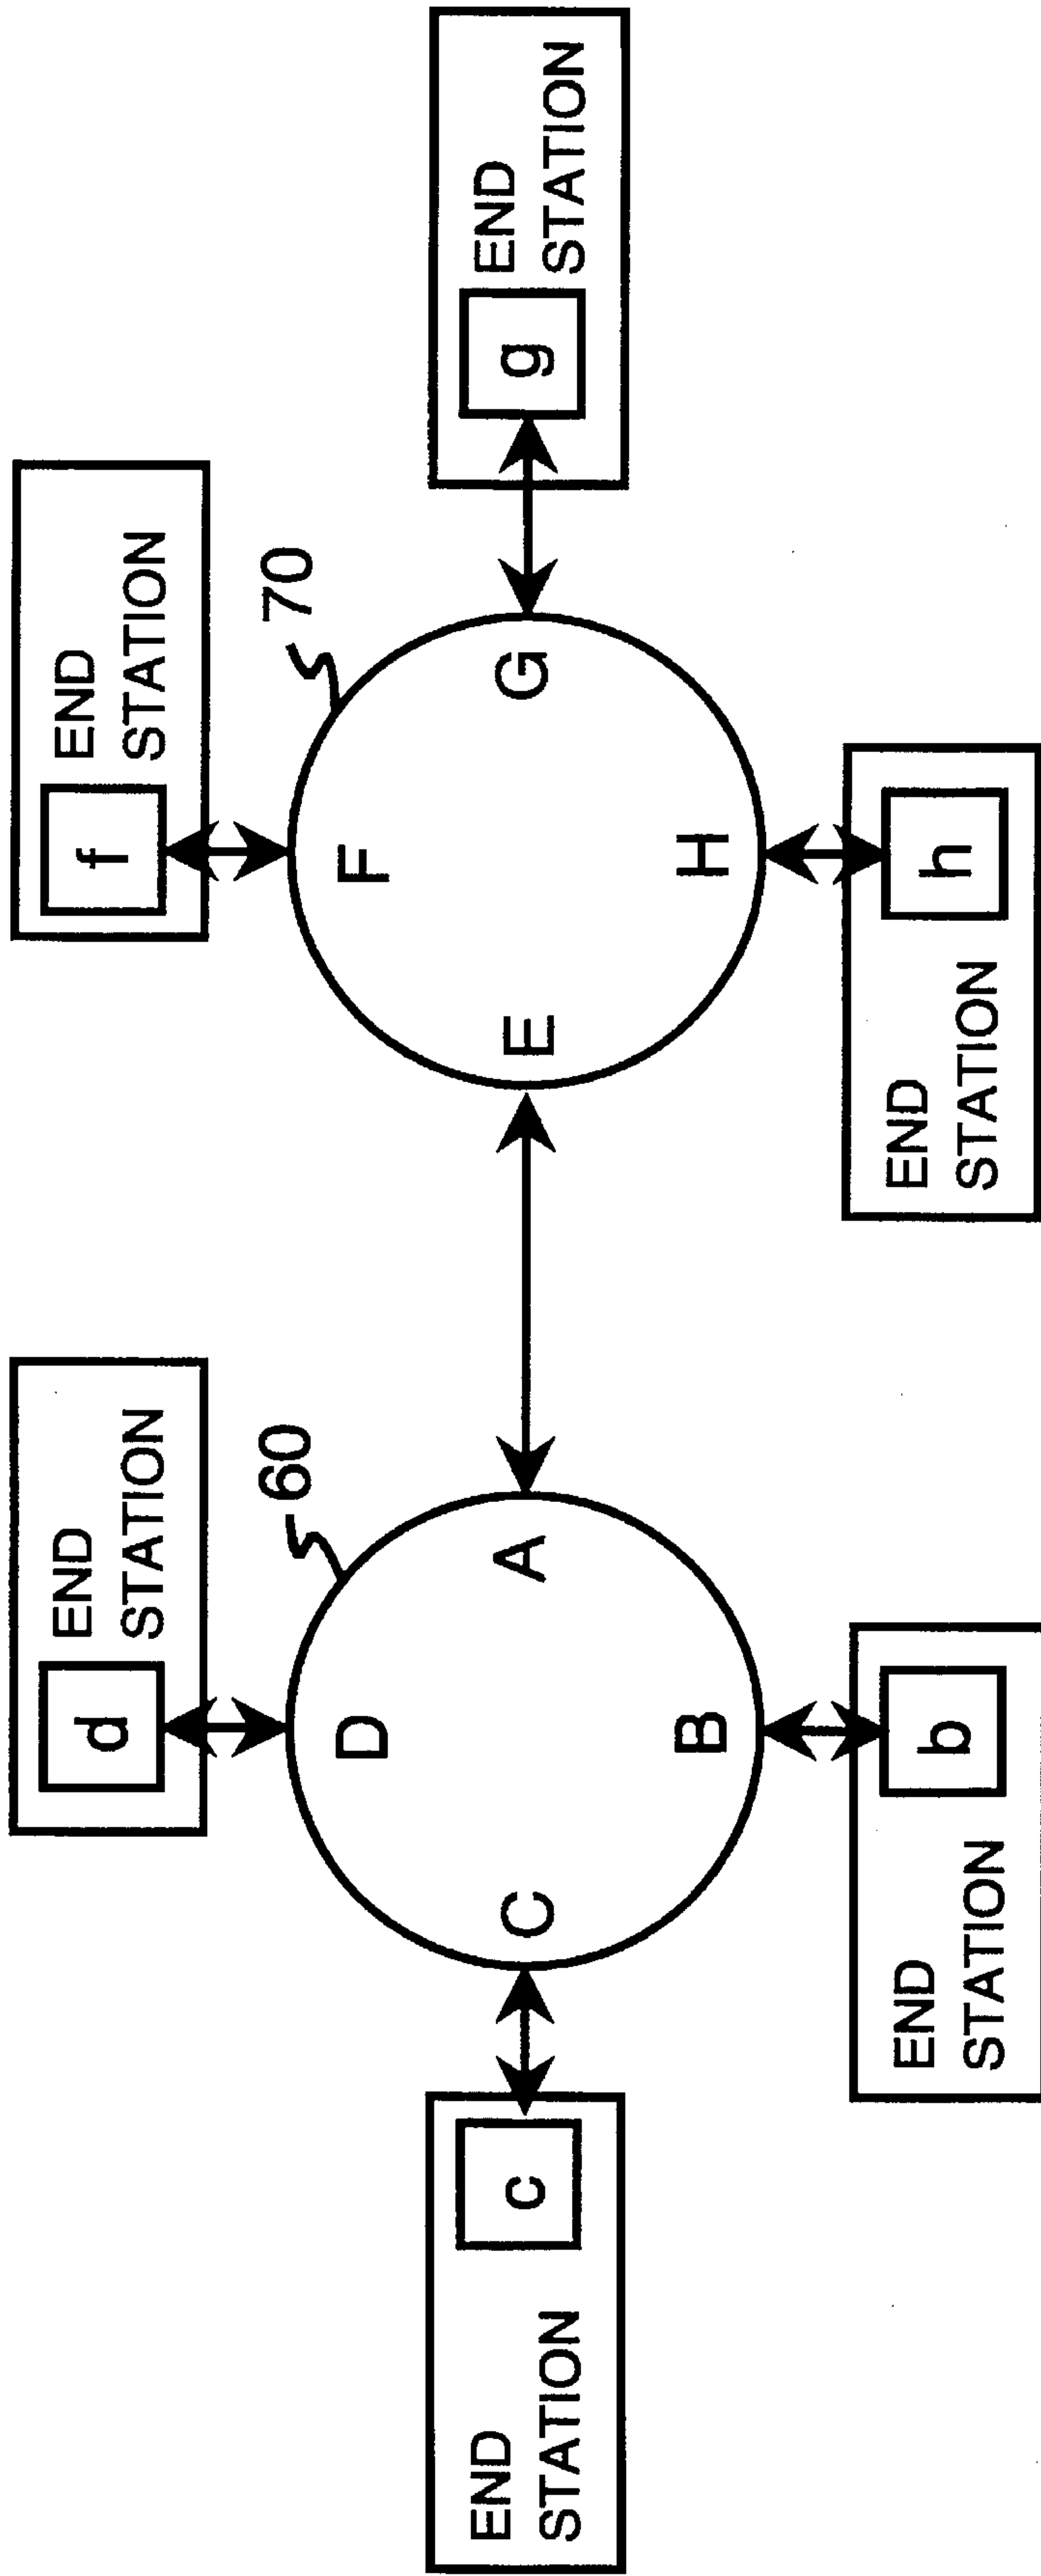 d
END
STATION
f
END
STATION
60
70
D
F
END
STATION
c
C
A
E
G
g
END
STATION
B
H
END
STATION
b
END
STATION
h